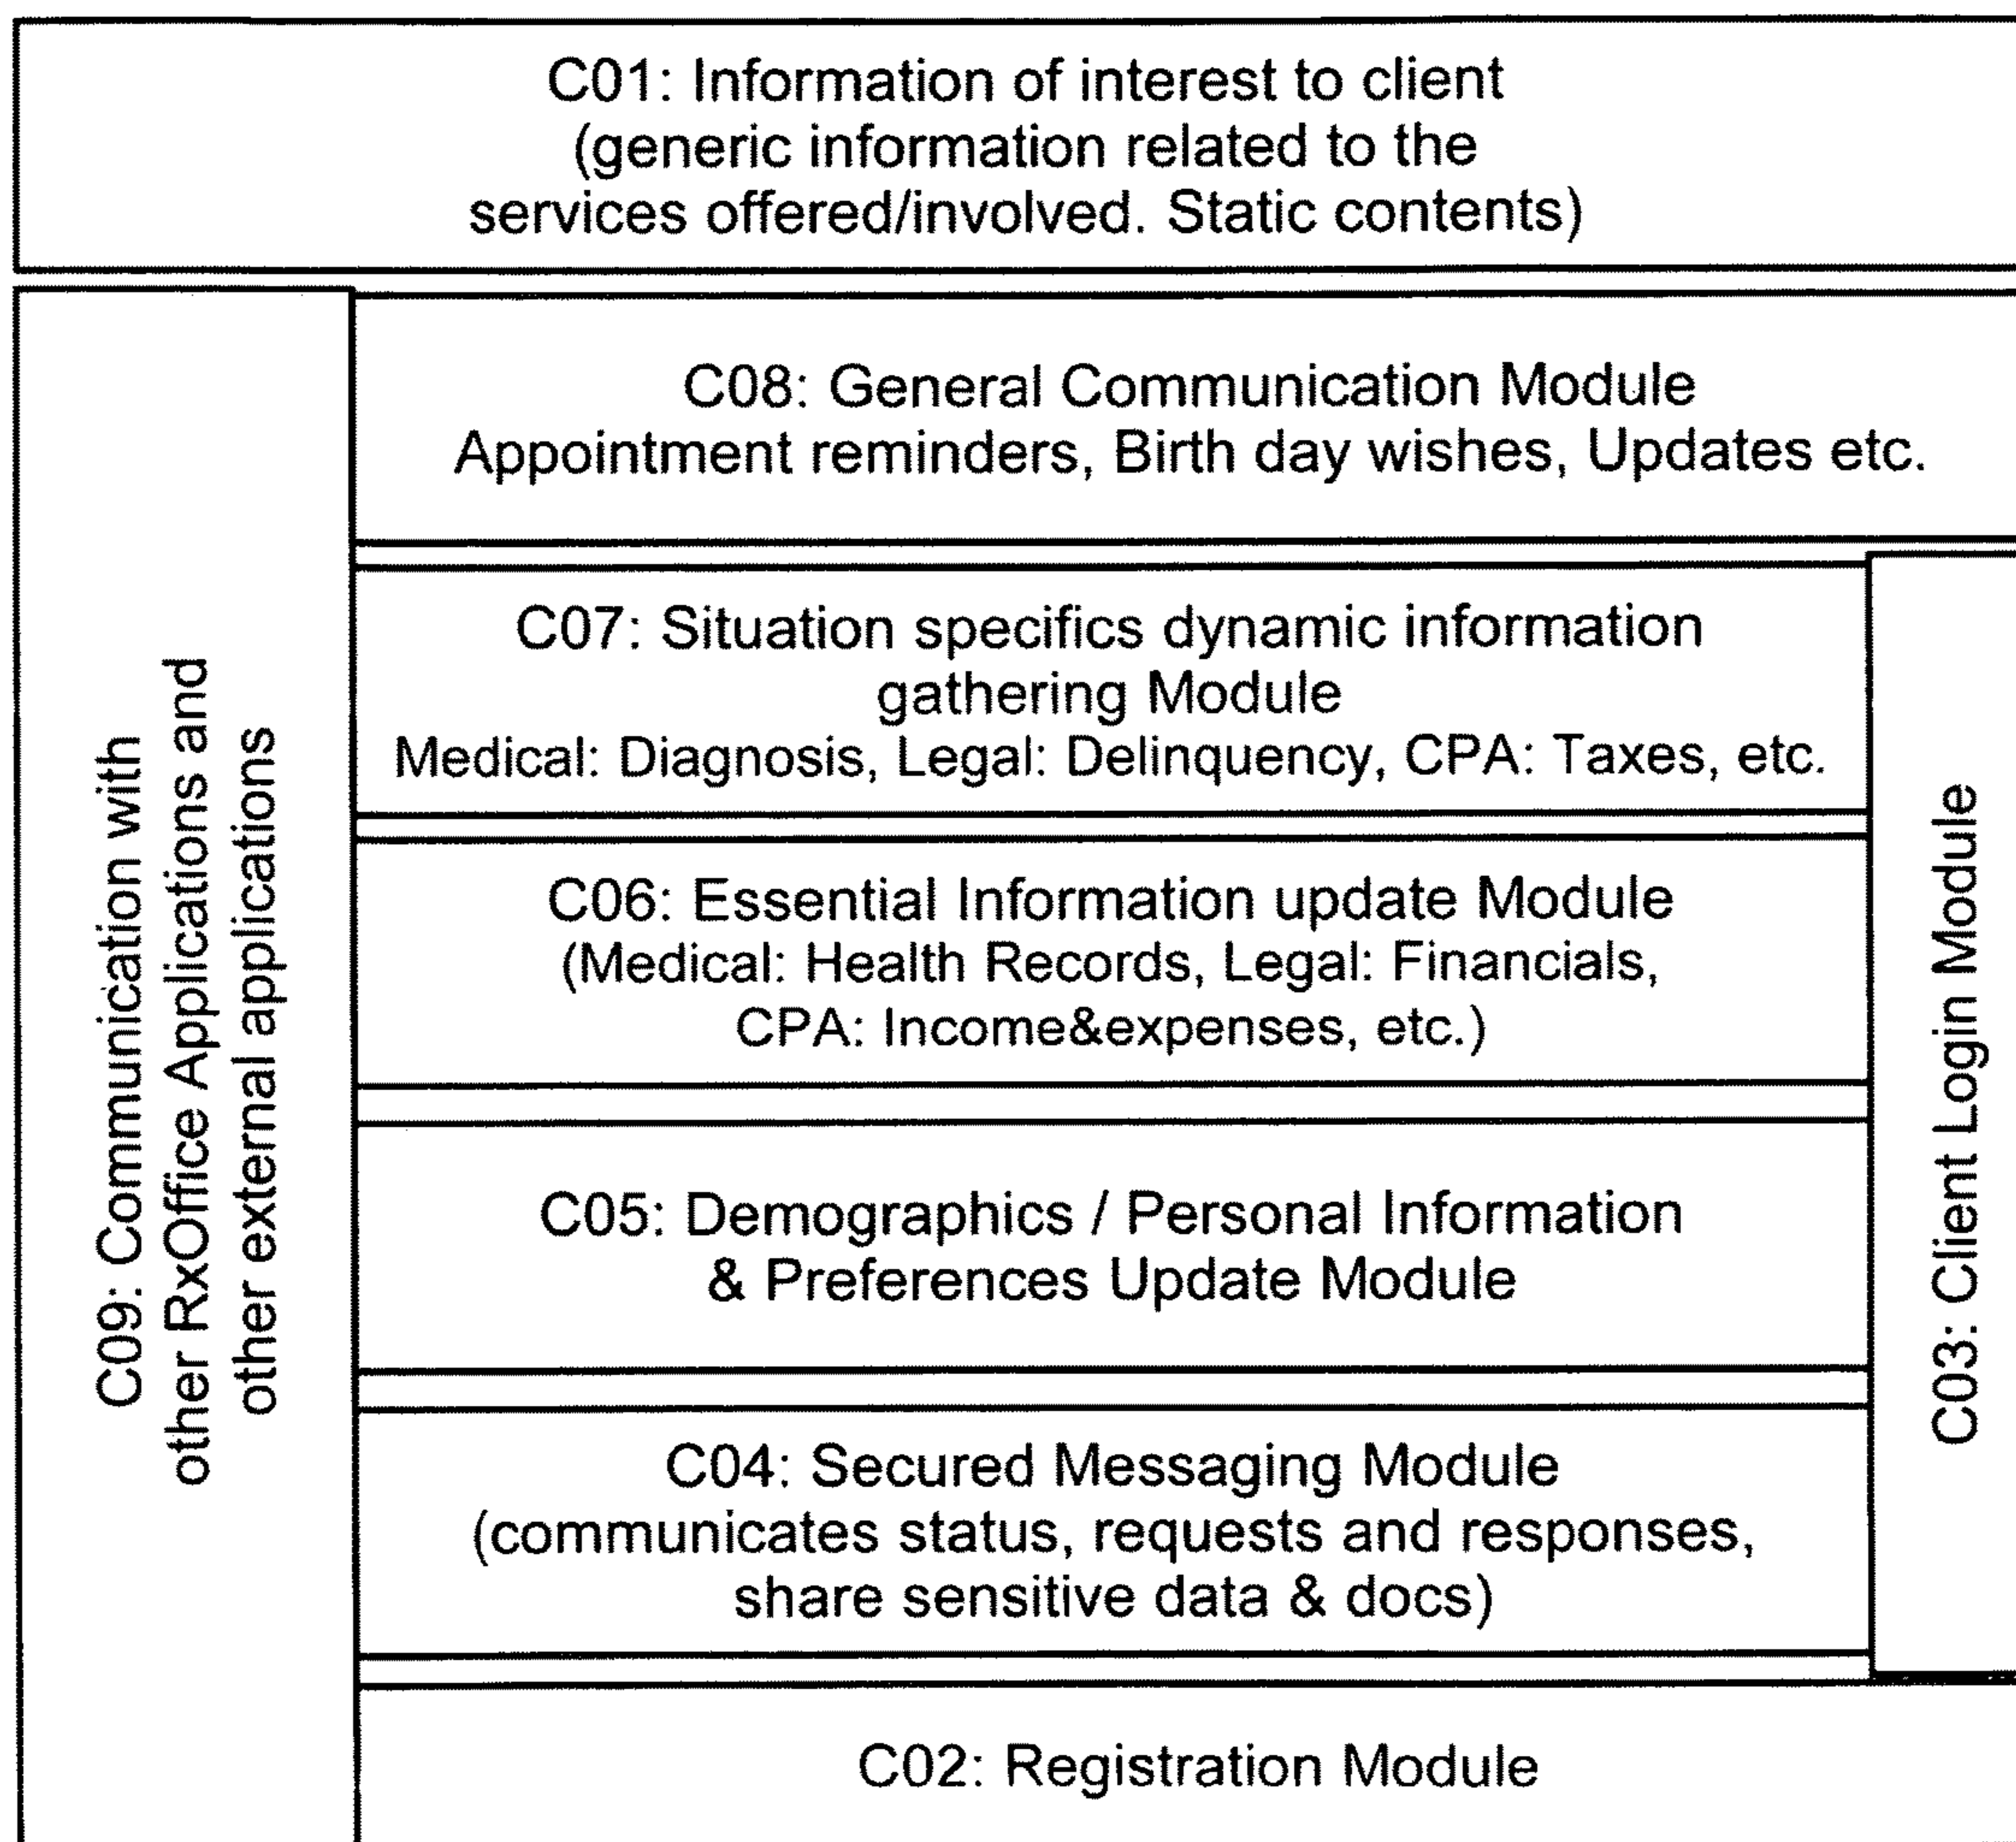 C01: Information of interest to client
(generic information related to the
services offered/involved. Static contents)
C08: General Communication Module
Appointment reminders, Birth day wishes, Updates etc.
C07: Situation specifics dynamic information
gathering Module
Medical: Diagnosis, Legal: Delinquency, CPA: Taxes, etc.
C06: Essential Information update Module
(Medical: Health Records, Legal: Financials,
CPA: Income&expenses, etc.)
C05: Demographics / Personal Information
& Preferences Update Module
C04: Secured Messaging Module
(communicates status, requests and responses,
share sensitive data & docs)
C02: Registration Module
C09: Communication with
other RxOffice Applications and
other external applications
C03: Client Login Module